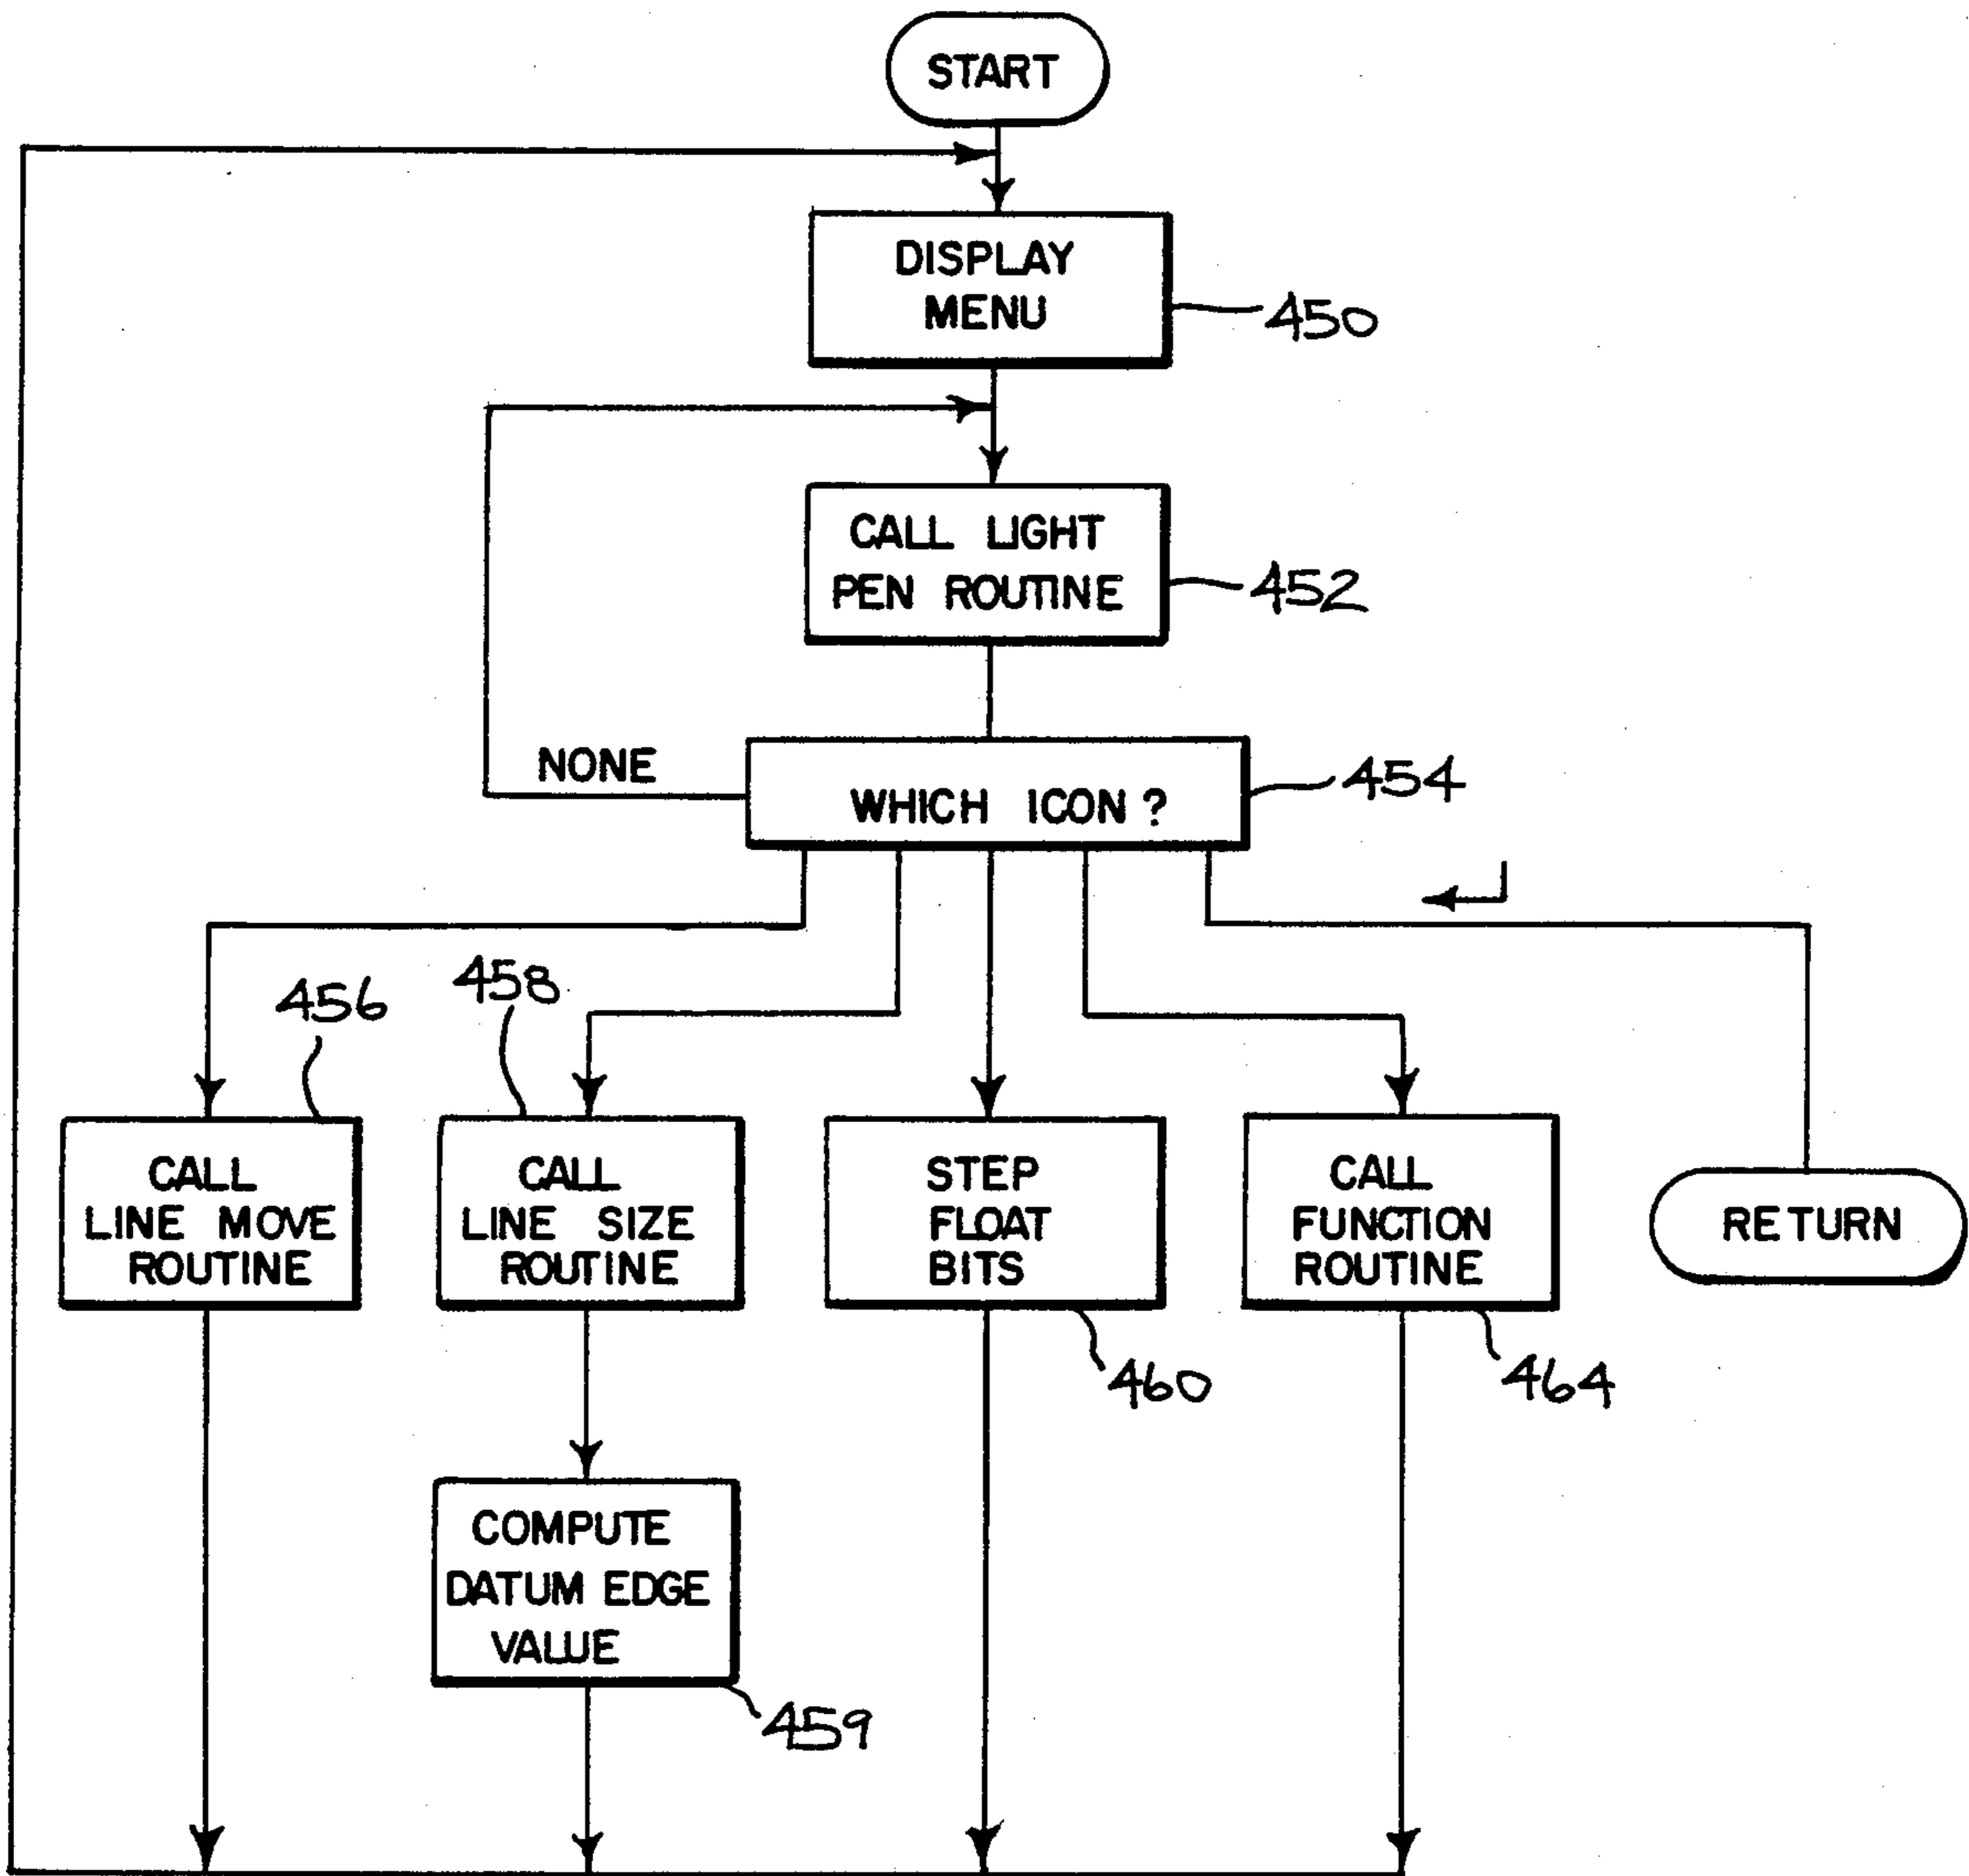 START
DISPLAY
MENU
450
CALL LIGHT
PEN ROUTINE
452
NONE
WHICH ICON?
454
456
458
CALL
LINE MOVE
ROUTINE
CALL
LINE SIZE
ROUTINE
STEP
FLOAT
BITS
CALL
FUNCTION
ROUTINE
RETURN
460
464
COMPUTE
DATUM EDGE
VALUE
459